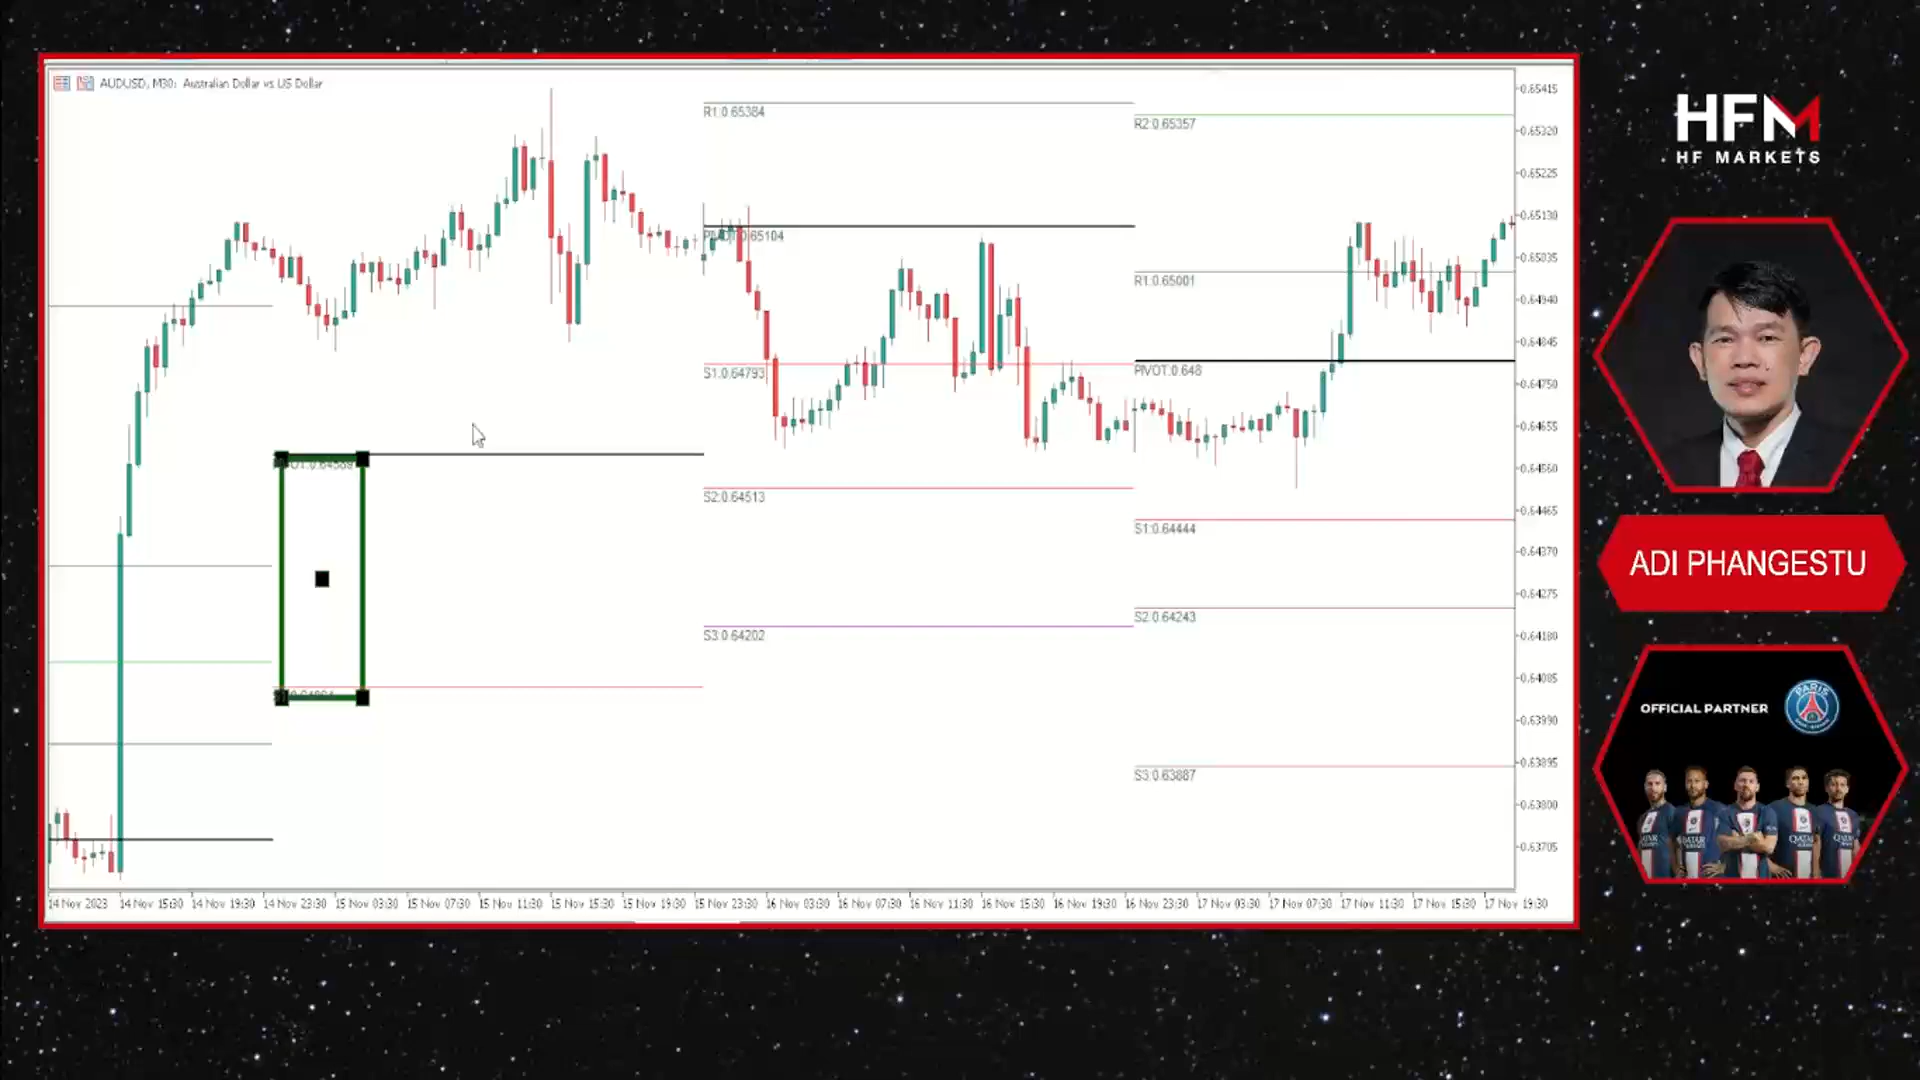 AUDUSD, M30: Australian Dollar vs US Dollar
R1:0.65384
PIVOT:0.65104
S1:0.64793
S2:0.64513
S3:0.64202
R2:0.65357
R1:0.65001
PIVOT:0.648
S1:0.64444
S2:0.64243
S3:0.63887
0.65415
0.65320
0.65225
0.65130
0.65035
0.64940
0.64845
0.64750
0.64655
0.64560
0.64465
0.64370
0.64275
0.64180
0.64085
0.63990
0.63895
0.63800
0.63705
14 Nov 2023 14 Nov 15:30 14 Nov 19:30 14 Nov 23:30 15 Nov 03:30 15 Nov 07:30 15 Nov 11:30 15 Nov 15:30 15 Nov 19:30 15 Nov 23:30 16 Nov 03:30 16 Nov 07:30 16 Nov 11:30 16 Nov 15:30 16 Nov 19:30 16 Nov 23:30 17 Nov 03:30 17 Nov 07:30 17 Nov 11:30 17 Nov 15:30 17 Nov 19:30
HFM
HF MARKETS
ADI PHANGESTU
OFFICIAL PARTNER
PARIS
QATAR
QATAR
QATAR
QATAR